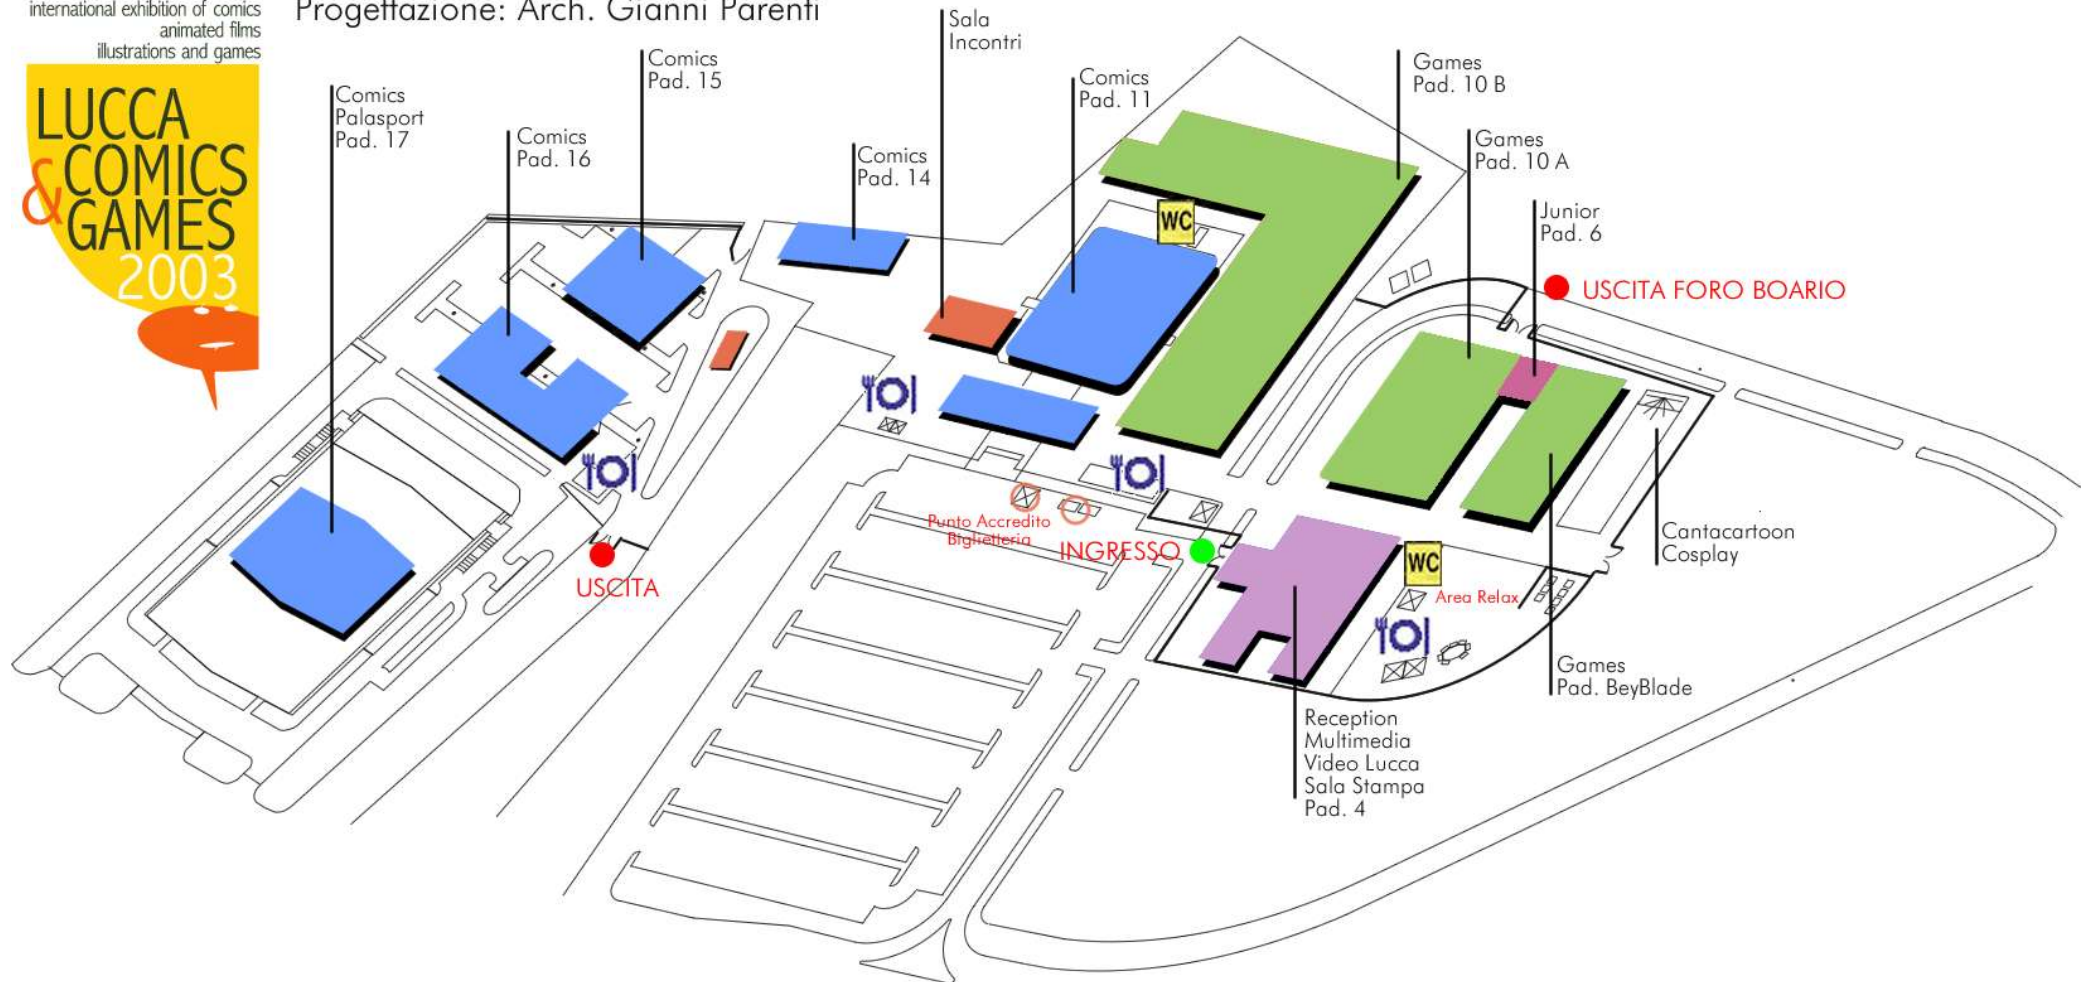 international exhibition of comics
animated films
illustrations and games
LUCCA
&COMICS
GAMES
2003
Progettazione: Arch. Gianni Parenti
Comics
Palasport
Pad. 17
Comics
Pad. 16
Comics
Pad. 15
Comics
Pad. 14
Sala
Incontri
Comics
Pad. 11
Games
Pad. 10 B
Games
Pad. 10 A
Junior
Pad. 6
WC
USCITA FORO BOARIO
Punto Accredito
Biglietteria
INGRESSO
USCITA
WC
Area Relax
Cantacartoon
Cosplay
Games
Pad. BeyBlade
Reception
Multimedia
Video Lucca
Sala Stampa
Pad. 4